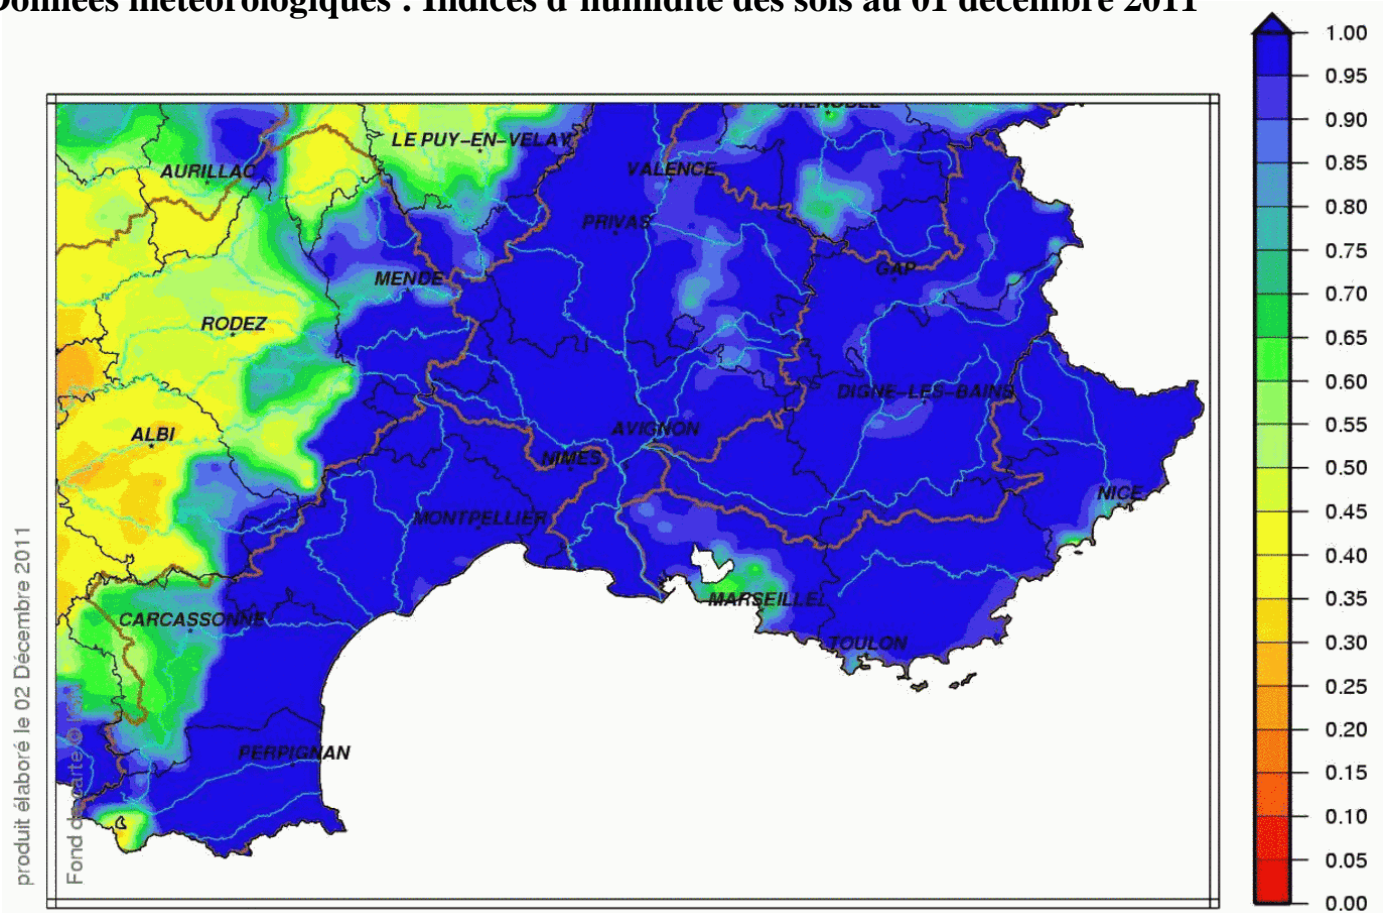 Données météorologiques : Indices d'humidité des sols au 01 décembre 2011
GRENOBLE
LE PUY-EN-VELAY
AURILLAC
VALENCE
PRIVAS
GAP
MENDE
RODEZ
DIGNE-LES-BAINS
ALBI
AVIGNON
NIMES
NICE
MONTPELLIER
MARSEILLE
CARCASSONNE
TOULON
PERPIGNAN
1.00
0.95
0.90
0.85
0.80
0.75
0.70
0.65
0.60
0.55
0.50
0.45
0.40
0.35
0.30
0.25
0.20
0.15
0.10
0.05
0.00
produit élaboré le 02 Décembre 2011
Fond de carte ©